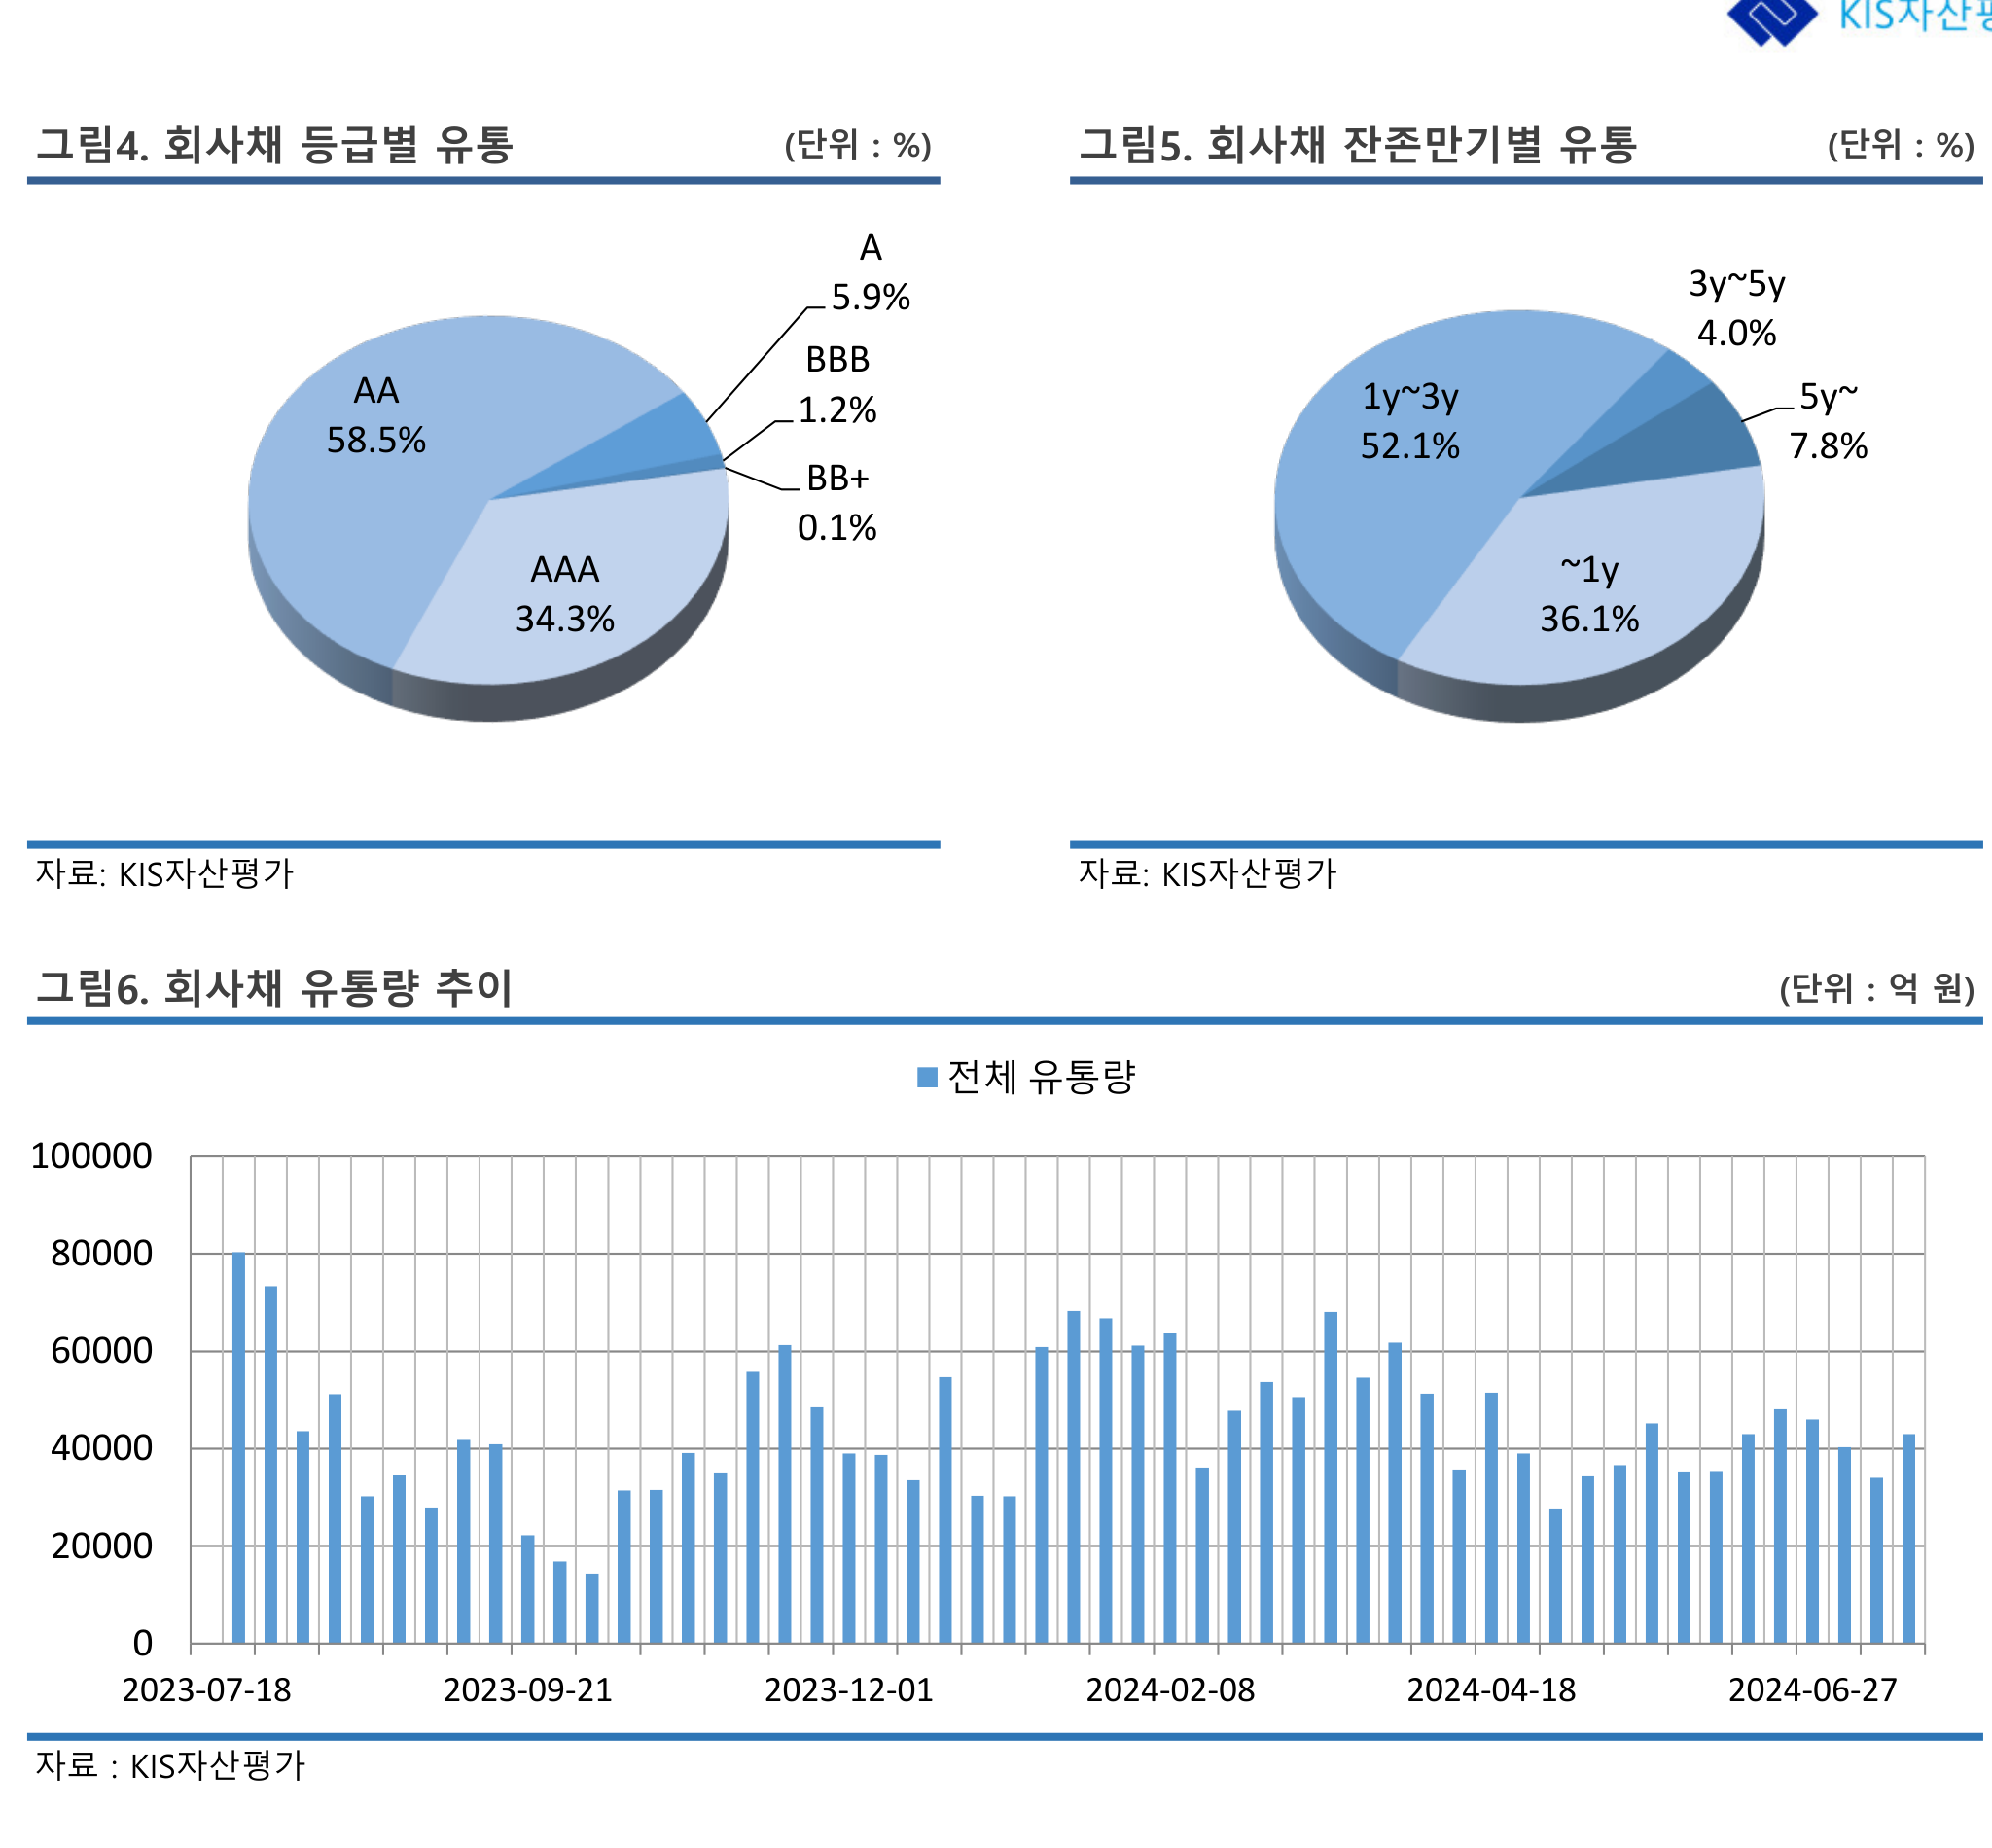 KIS자산평
그림4. 회사채 등급별 유통 (단위 : %)
A
5.9%
BBB
1.2%
BB+
0.1%
AA
58.5%
AAA
34.3%
자료: KIS자산평가
그림5. 회사채 잔존만기별 유통 (단위 : %)
3y~5y
4.0%
5y~
7.8%
1y~3y
52.1%
~1y
36.1%
자료: KIS자산평가
그림6. 회사채 유통량 추이 (단위 : 억 원)
전체 유통량
100000
80000
60000
40000
20000
0
2023-07-18 2023-09-21 2023-12-01 2024-02-08 2024-04-18 2024-06-27
자료 : KIS자산평가